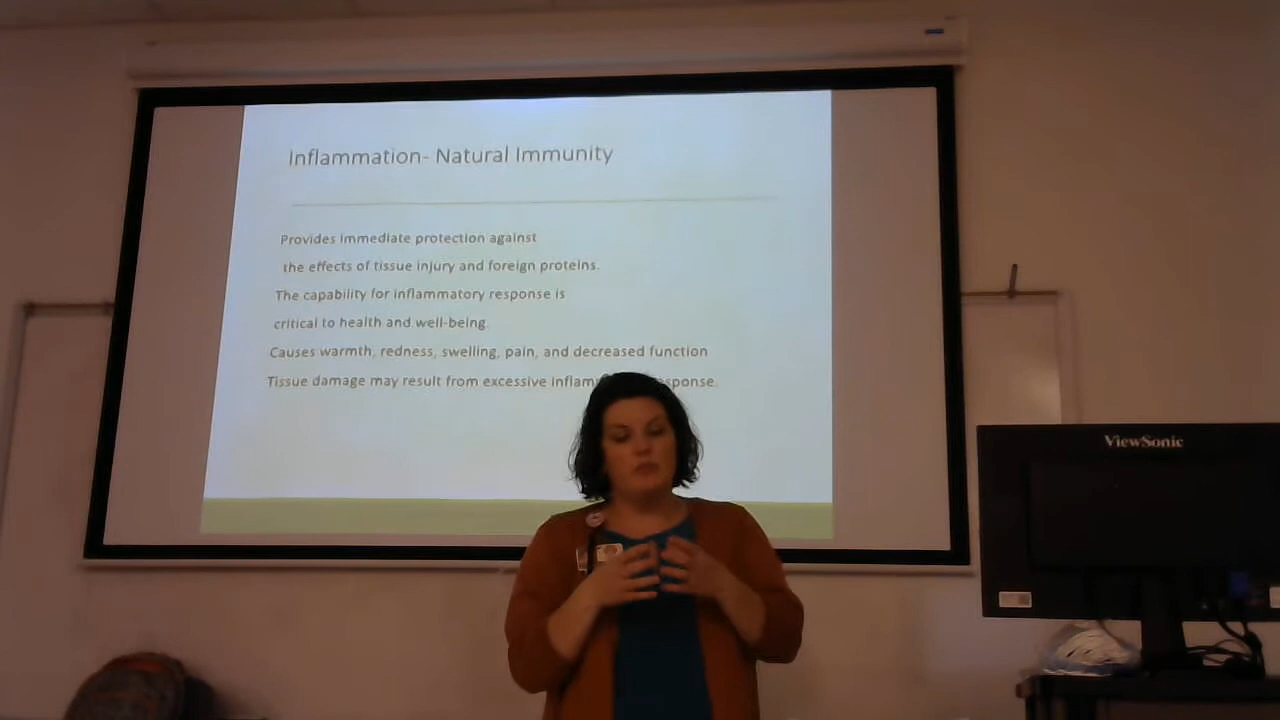 Inflammation- Natural Immunity
Provides immediate protection against
the effects of tissue injury and foreign proteins.
The capability for inflammatory response is
critical to health and well-being.
Causes warmth, redness, swelling, pain, and decreased function
Tissue damage may result from excessive
ViewSonic